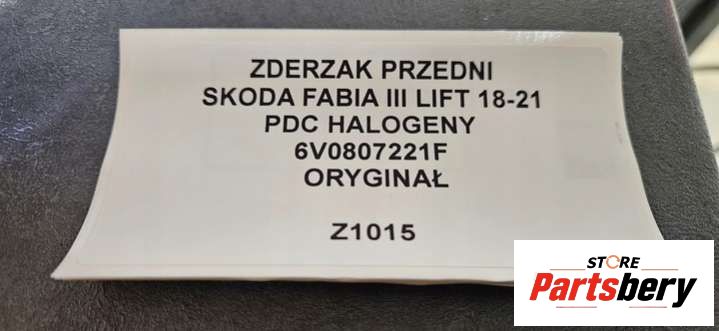 ZDERZAK PRZEDNI
SKODA FABIA III LIFT 18-21
PDC HALOGENY
6V0807221F
ORYGINAŁ
Z1015
STORE
Partsbery